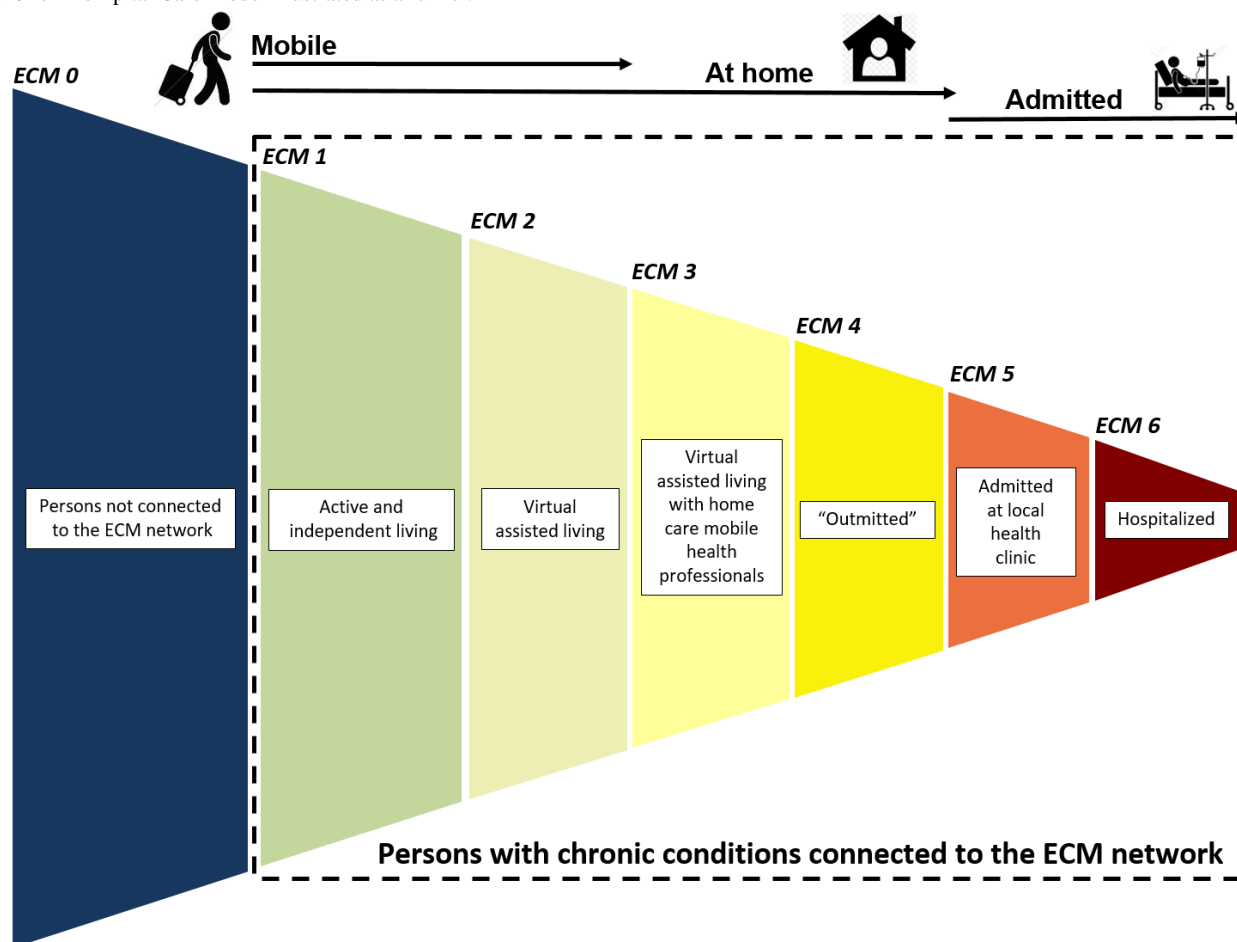 Mobile
ECM 0
At home
Admitted
ECM 1
ECM 2
ECM 3
ECM 4
ECM 5
ECM 6
Persons not connected
to the ECM network
Active and
independent living
Virtual
assisted living
Virtual
assisted living
with home
care mobile
health
professionals
“Outmitted”
Admitted
at local
health
clinic
Hospitalized
Persons with chronic conditions connected to the ECM network